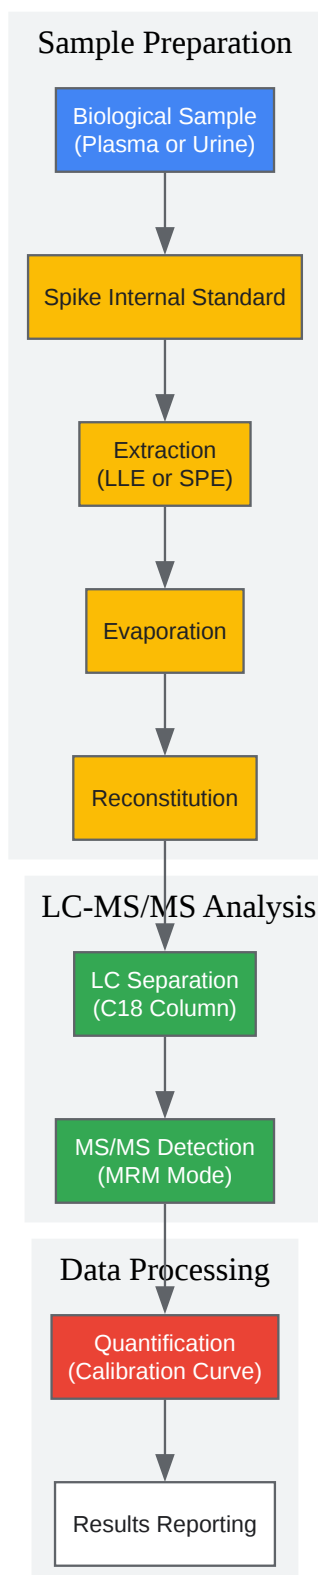 Sample Preparation
Biological Sample
(Plasma or Urine)
Spike Internal Standard
Extraction
(LLE or SPE)
Evaporation
Reconstitution
LC-MS/MS Analysis
LC Separation
(C18 Column)
MS/MS Detection
(MRM Mode)
Data Processing
Quantification
(Calibration Curve)
Results Reporting